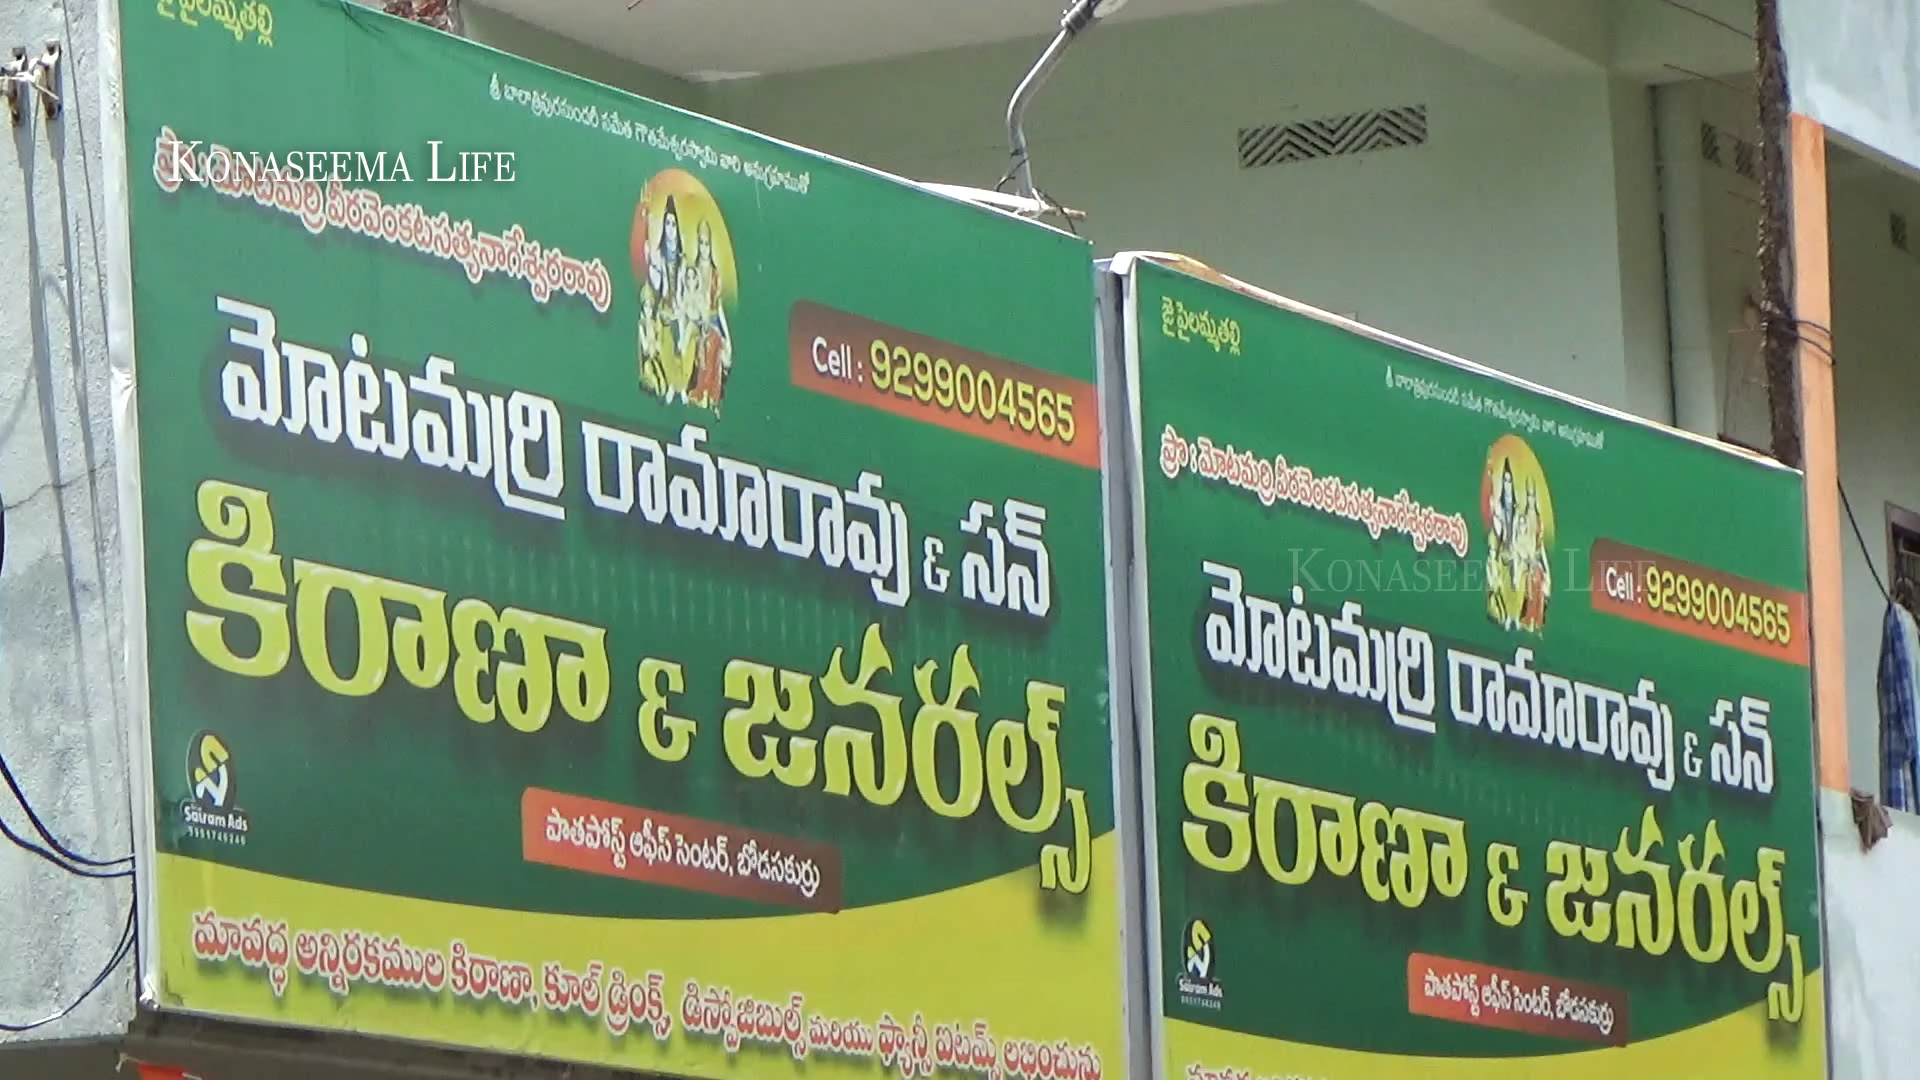 జై పైలమ్మతల్లి
శ్రీ బాలాత్రిపురసుందరీ సమేత గౌతమేశ్వరస్వామి వారి అనుగ్రహముతో
KONASEEMA LIFE
ప్రొ : మోటమర్రి వీరవెంకటసత్యనాగేశ్వరరావు
Cell : 9299004565
మోటమర్రి రామారావు & సన్
కిరాణా & జనరల్స్
Sairam Ads
పాతపోస్ట్ ఆఫీస్ సెంటర్, బోడసకుర్రు
మావద్ధ అన్నిరకముల కిరాణా, కూల్ డ్రింక్స్, డిస్పోజిబుల్స్ మరియు ఫ్యాన్సీ ఐటమ్స్ లభించును
జై పైలమ్మతల్లి
శ్రీ బాలాత్రిపురసుందరీ సమేత గౌతమేశ్వరస్వామి వారి అనుగ్రహముతో
ప్రొ : మోటమర్రి వీరవెంకటసత్యనాగేశ్వరరావు
KONASEEMA LIFE
Cell : 9299004565
మోటమర్రి రామారావు & సన్
కిరాణా & జనరల్స్
Sairam Ads
పాతపోస్ట్ ఆఫీస్ సెంటర్, బోడసకుర్రు